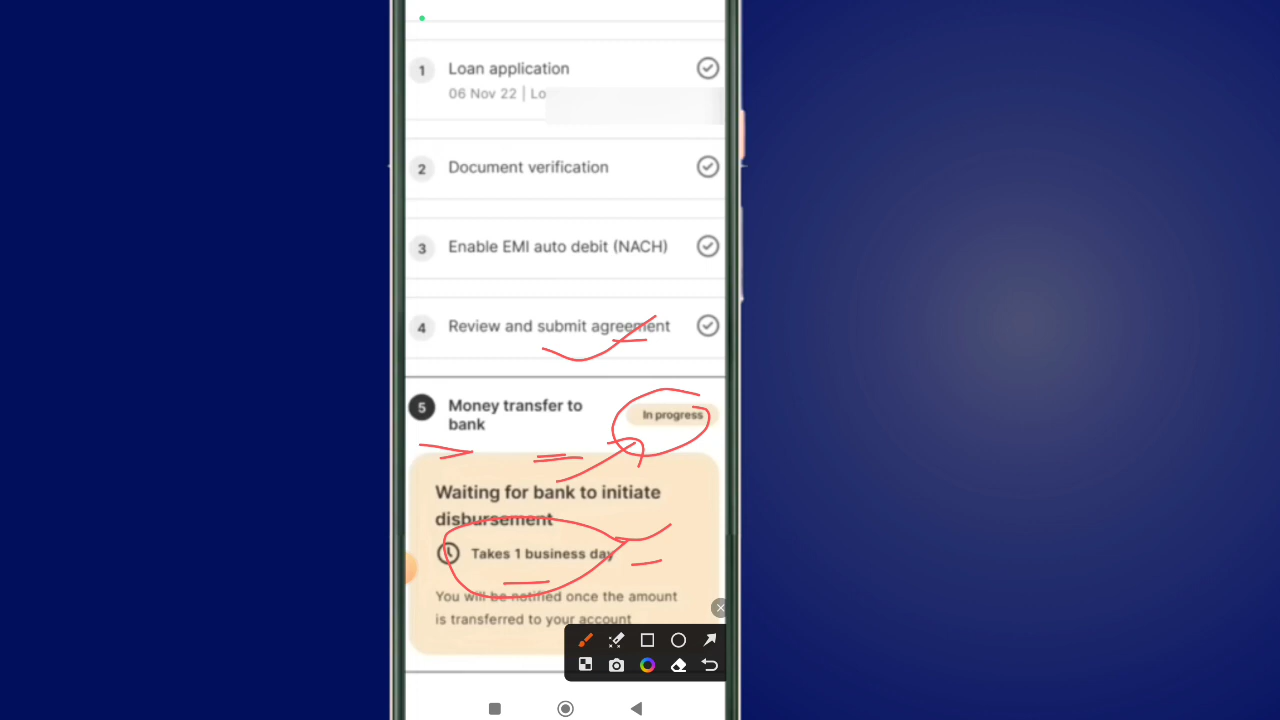 1 Loan application
06 Nov 22 | Lo
2 Document verification
3 Enable EMI auto debit (NACH)
4 Review and submit agreement
5 Money transfer to
bank
In progress
Waiting for bank to initiate
disbursement
Takes 1 business day
You will be notified once the amount
is transferred to your account